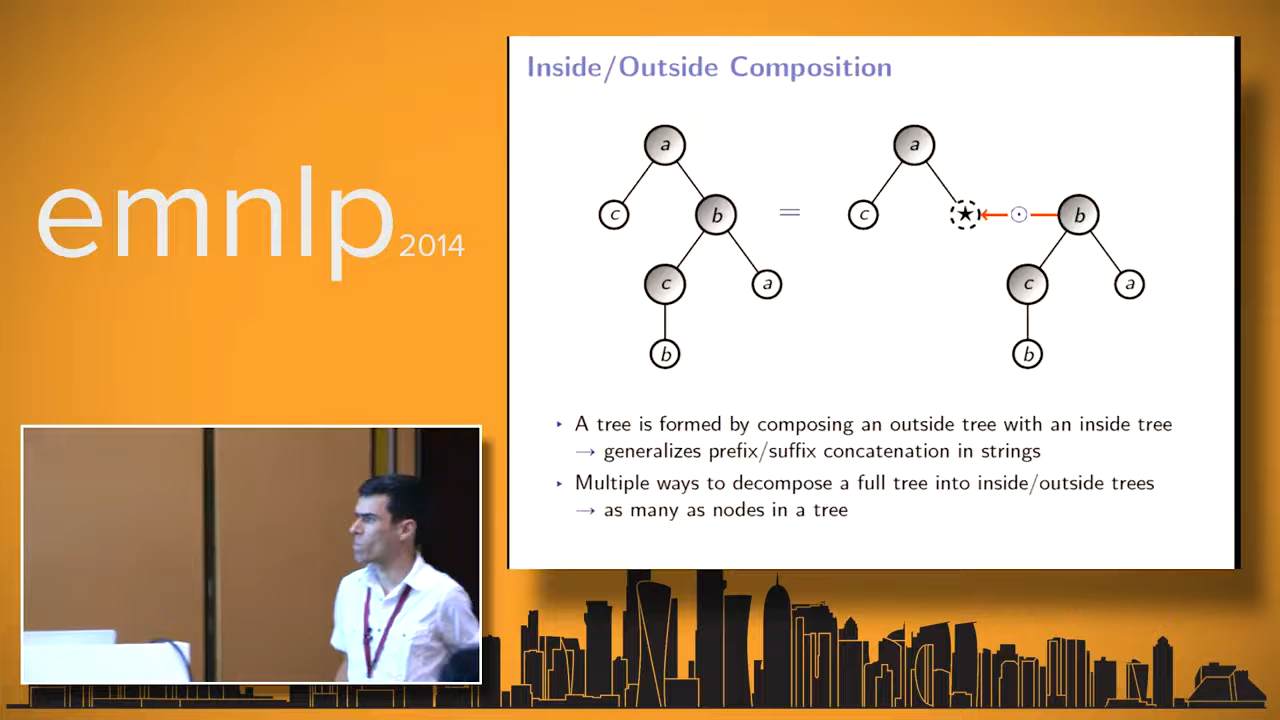 emnlp
2014
Inside/Outside Composition
a a
c b = c ★ ⊙ b
c a c a
b b
‣ A tree is formed by composing an outside tree with an inside tree
→ generalizes prefix/suffix concatenation in strings
‣ Multiple ways to decompose a full tree into inside/outside trees
→ as many as nodes in a tree